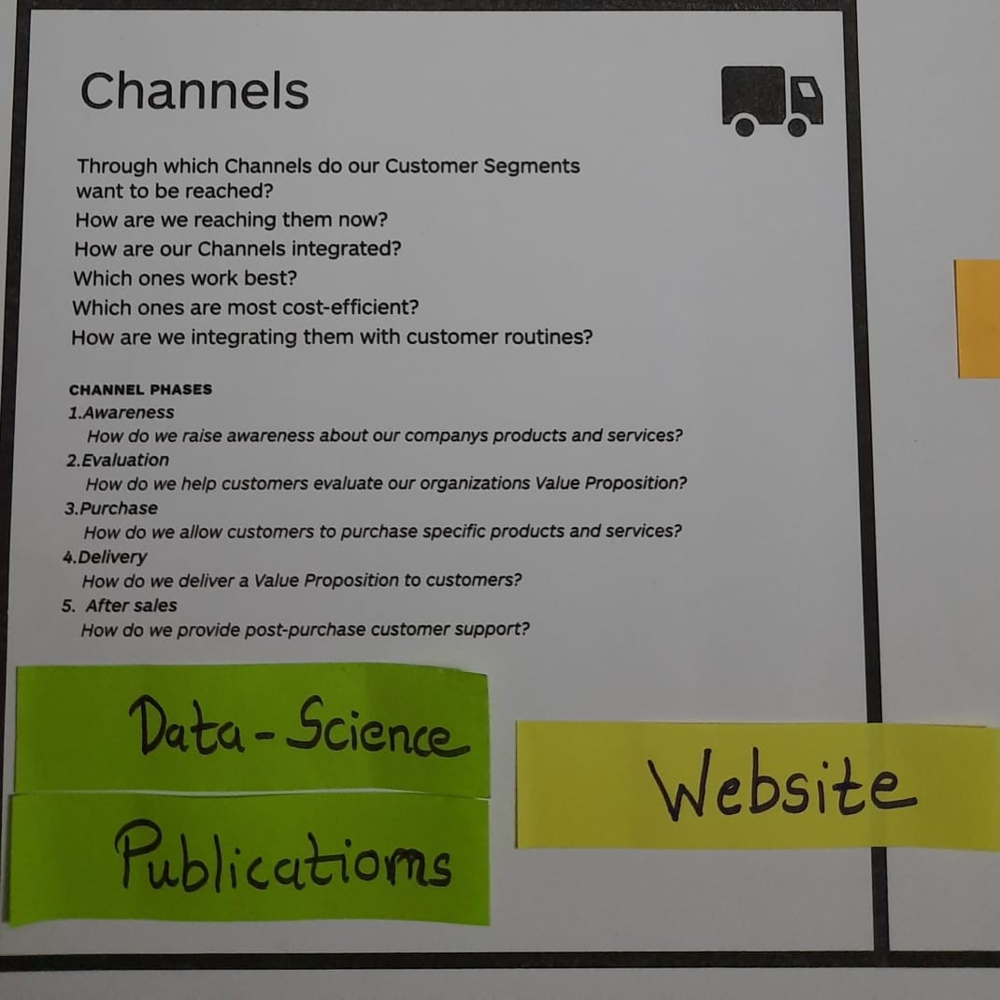 Channels
Through which Channels do our Customer Segments
want to be reached?
How are we reaching them now?
How are our Channels integrated?
Which ones work best?
Which ones are most cost-efficient?
How are we integrating them with customer routines?
CHANNEL PHASES
1.Awareness
How do we raise awareness about our companys products and services?
2.Evaluation
How do we help customers evaluate our organizations Value Proposition?
3.Purchase
How do we allow customers to purchase specific products and services?
4.Delivery
How do we deliver a Value Proposition to customers?
5. After sales
How do we provide post-purchase customer support?
Data-Science
Publications
Website